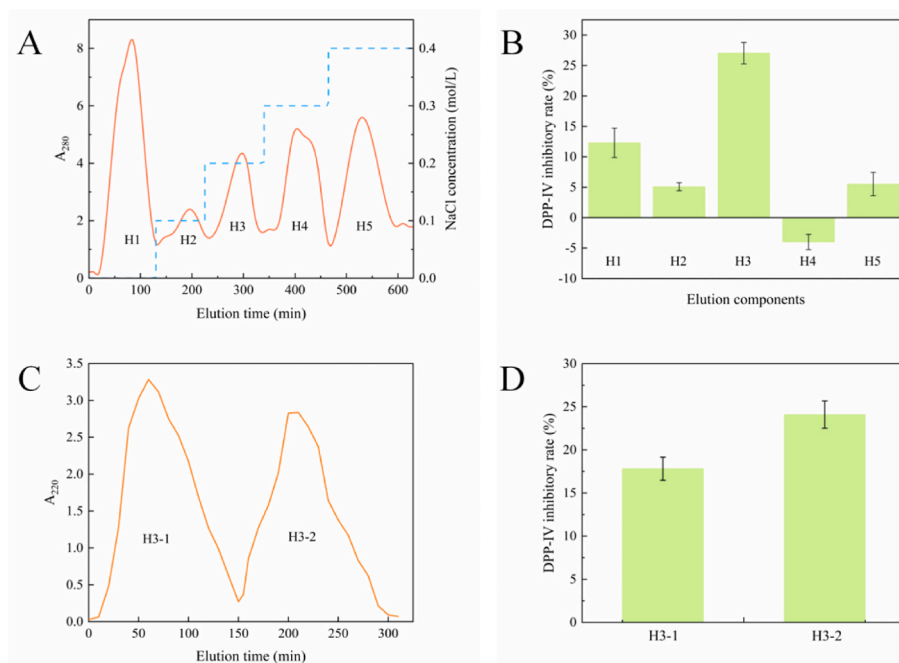 A
8
6
4
2
0
A280
H1
H2
H3
H4
H5
0.4
0.3
0.2
0.1
0.0
NaCl concentration (mol/L)
0
100
200
300
400
500
600
Elution time (min)
B
30
25
20
15
10
5
0
-5
-10
DPP-IV inhibitory rate (%)
H1
H2
H3
H4
H5
Elution components
C
3.5
3.0
2.5
2.0
1.5
1.0
0.5
0.0
A220
H3-1
H3-2
0
50
100
150
200
250
300
Elution time (min)
D
30
25
20
15
10
5
0
DPP-IV inhibitory rate (%)
H3-1
H3-2